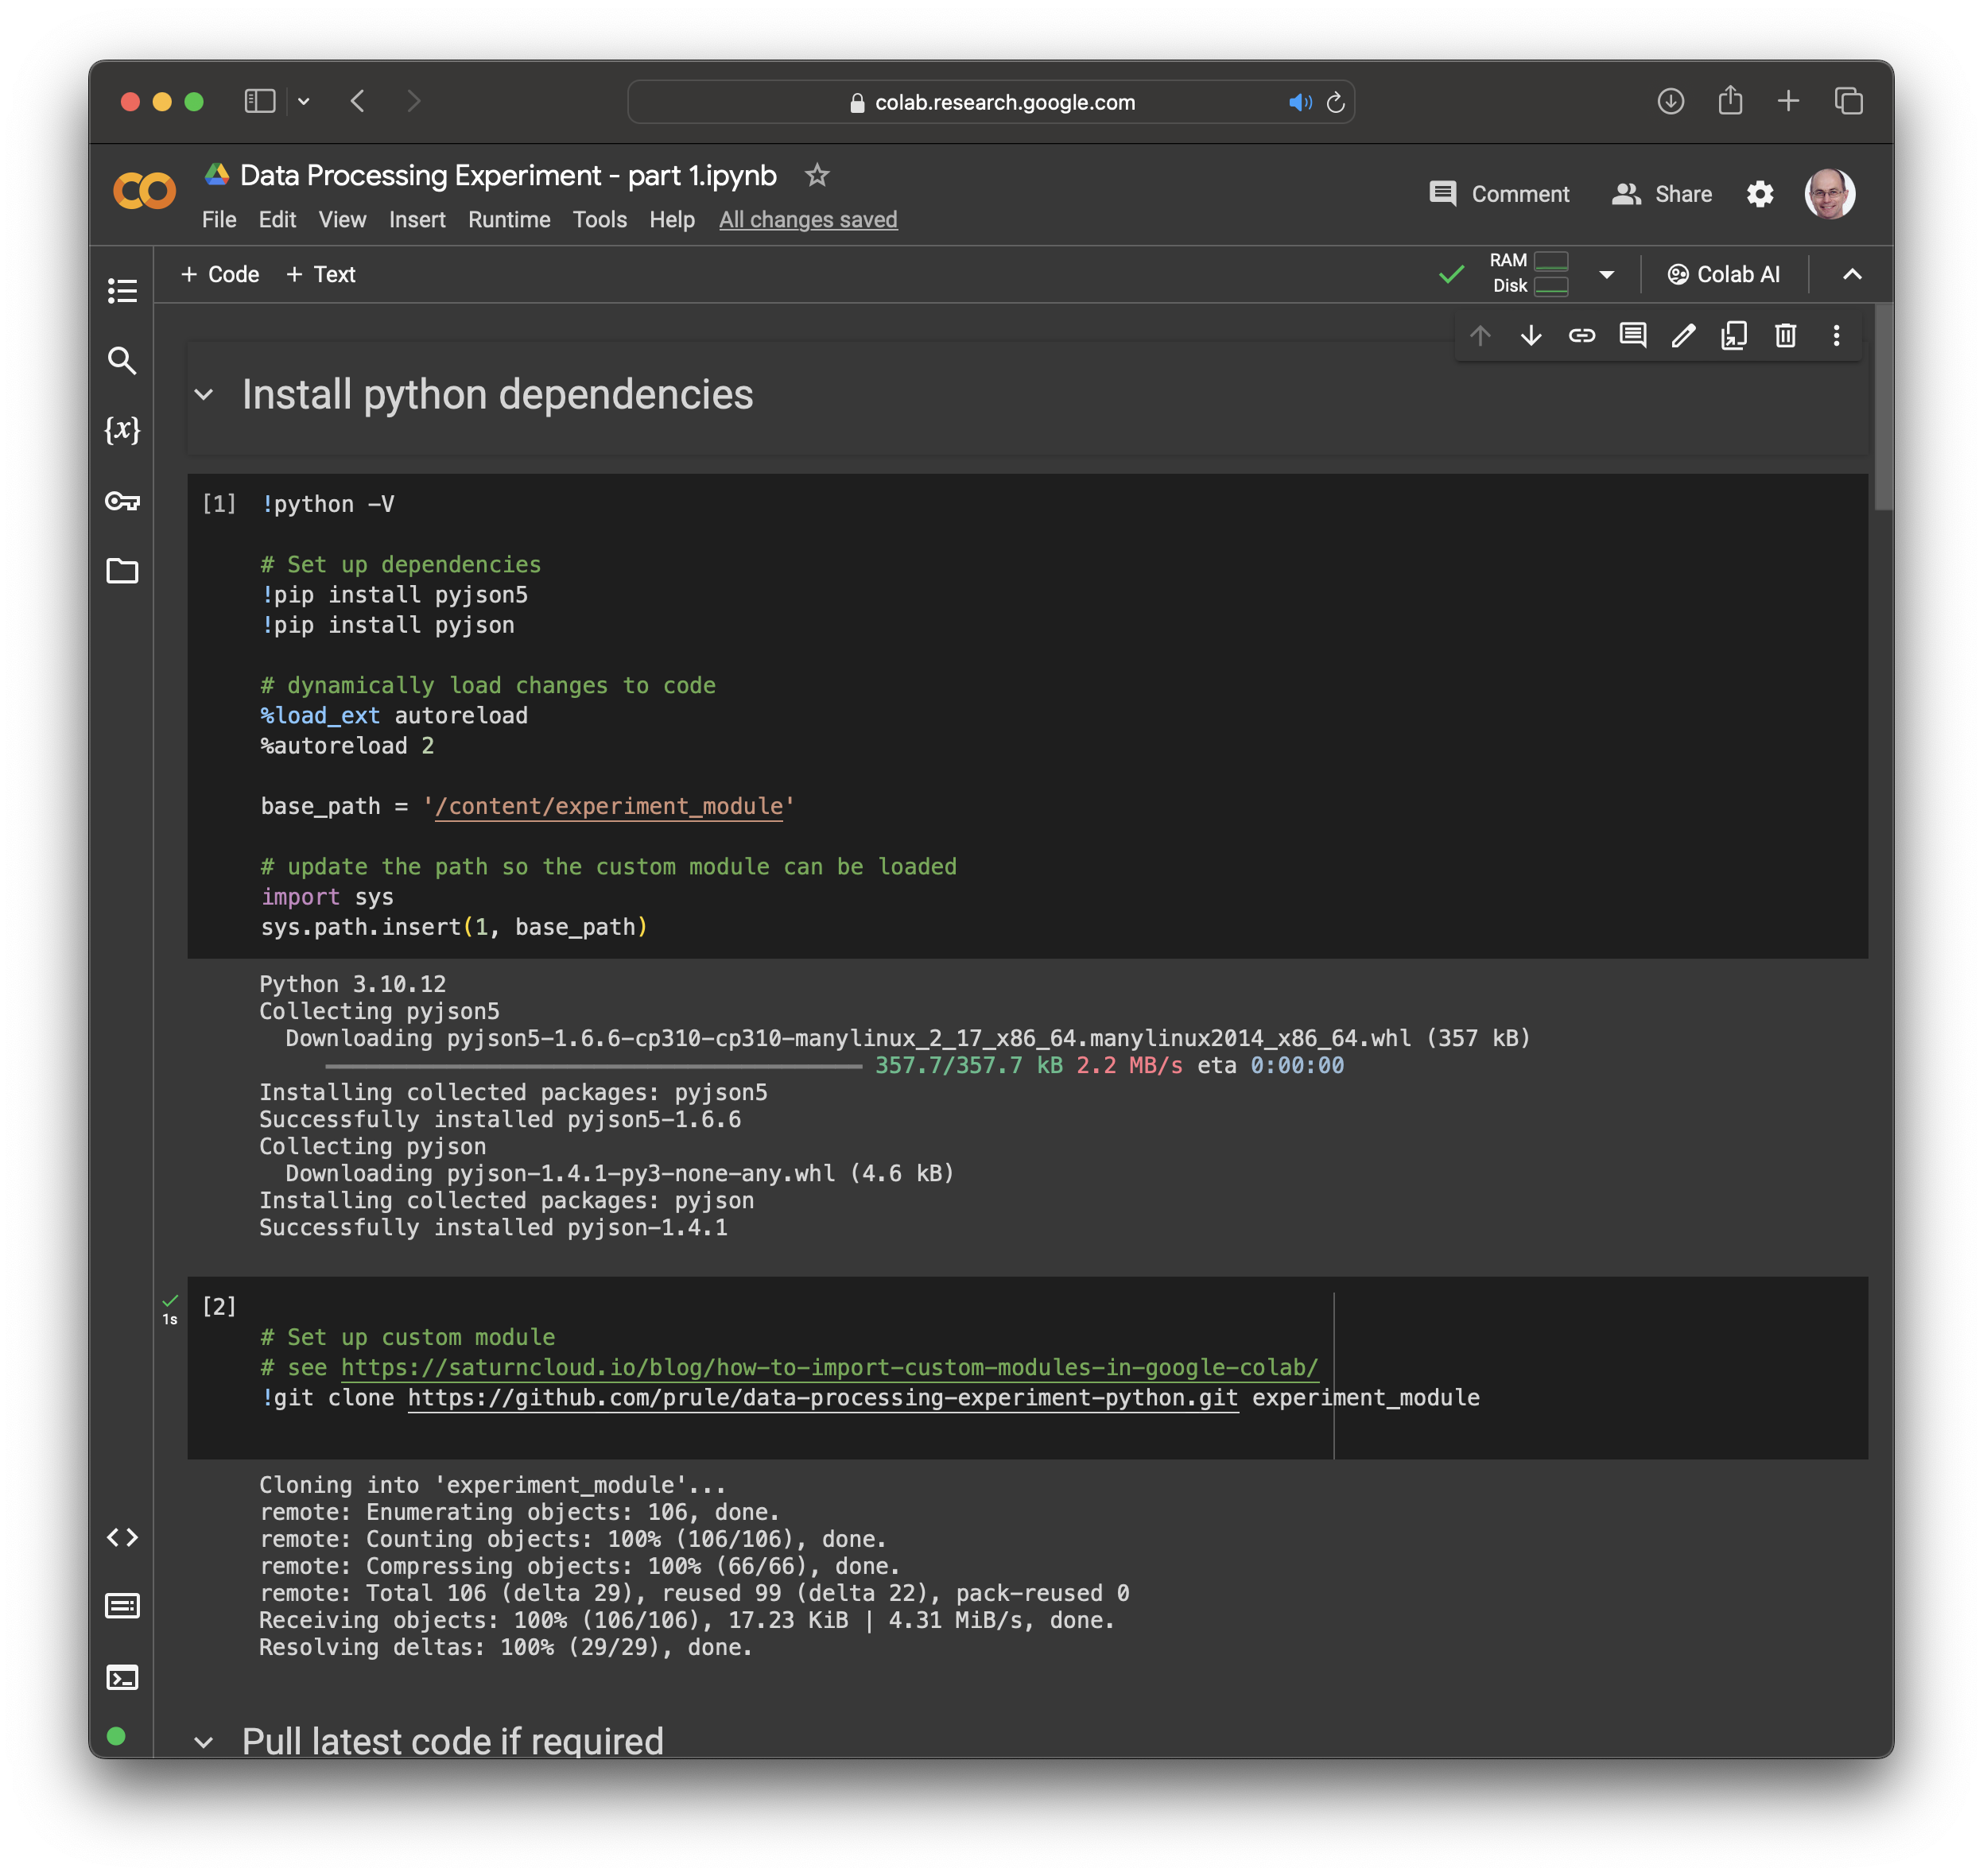 colab.research.google.com
Data Processing Experiment - part 1.ipynb
File Edit View Insert Runtime Tools Help All changes saved
Comment Share
+ Code + Text
RAM
Disk
Colab AI
Install python dependencies
[1] !python -V
# Set up dependencies
!pip install pyjson5
!pip install pyjson
# dynamically load changes to code
%load_ext autoreload
%autoreload 2
base_path = '/content/experiment_module'
# update the path so the custom module can be loaded
import sys
sys.path.insert(1, base_path)
Python 3.10.12
Collecting pyjson5
Downloading pyjson5-1.6.6-cp310-cp310-manylinux_2_17_x86_64.manylinux2014_x86_64.whl (357 kB)
357.7/357.7 kB 2.2 MB/s eta 0:00:00
Installing collected packages: pyjson5
Successfully installed pyjson5-1.6.6
Collecting pyjson
Downloading pyjson-1.4.1-py3-none-any.whl (4.6 kB)
Installing collected packages: pyjson
Successfully installed pyjson-1.4.1
1s
[2]
# Set up custom module
# see https://saturncloud.io/blog/how-to-import-custom-modules-in-google-colab/
!git clone https://github.com/prule/data-processing-experiment-python.git experiment_module
Cloning into 'experiment_module'...
remote: Enumerating objects: 106, done.
remote: Counting objects: 100% (106/106), done.
remote: Compressing objects: 100% (66/66), done.
remote: Total 106 (delta 29), reused 99 (delta 22), pack-reused 0
Receiving objects: 100% (106/106), 17.23 KiB | 4.31 MiB/s, done.
Resolving deltas: 100% (29/29), done.
Pull latest code if required